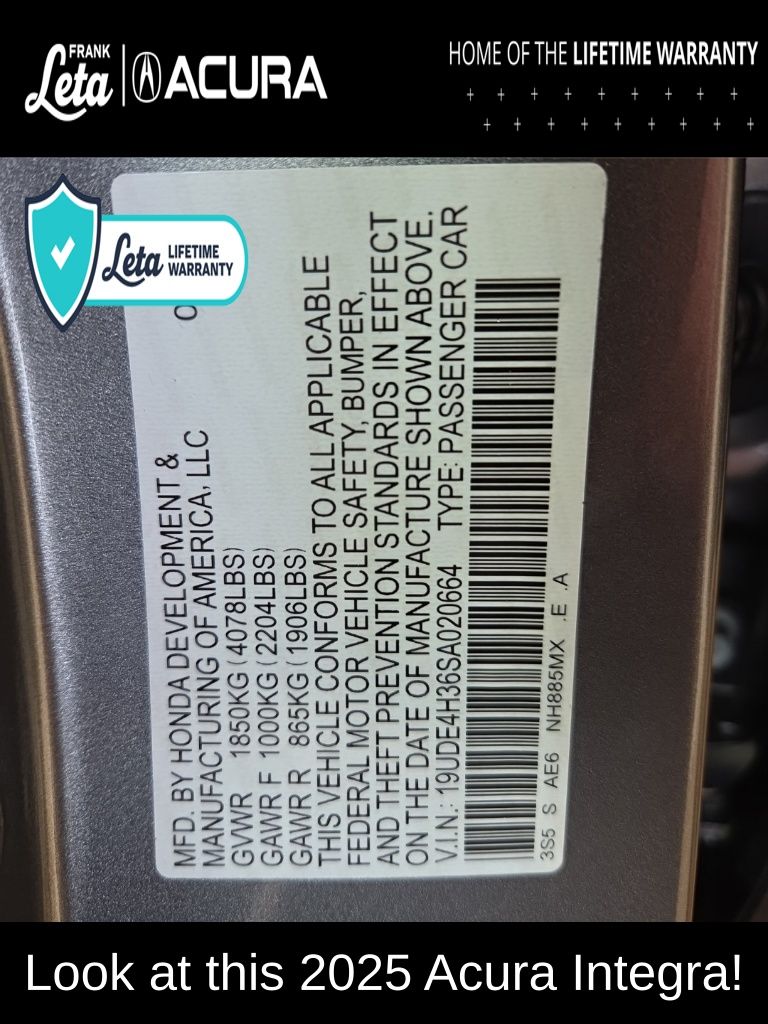 FRANK
Leta
ACURA
HOME OF THE LIFETIME WARRANTY
Leta LIFETIME
WARRANTY
MFD. BY HONDA DEVELOPMENT &
MANUFACTURING OF AMERICA, LLC
GVWR 1850KG (4078LBS)
GAWR F 1000KG (2204LBS)
GAWR R 865KG (1906LBS)
THIS VEHICLE CONFORMS TO ALL APPLICABLE
FEDERAL MOTOR VEHICLE SAFETY, BUMPER,
AND THEFT PREVENTION STANDARDS IN EFFECT
ON THE DATE OF MANUFACTURE SHOWN ABOVE.
V.I.N.: 19UDE4H36SA020664 TYPE: PASSENGER CAR
3S5 S AE6 NH885MX .E .A
Look at this 2025 Acura Integra!